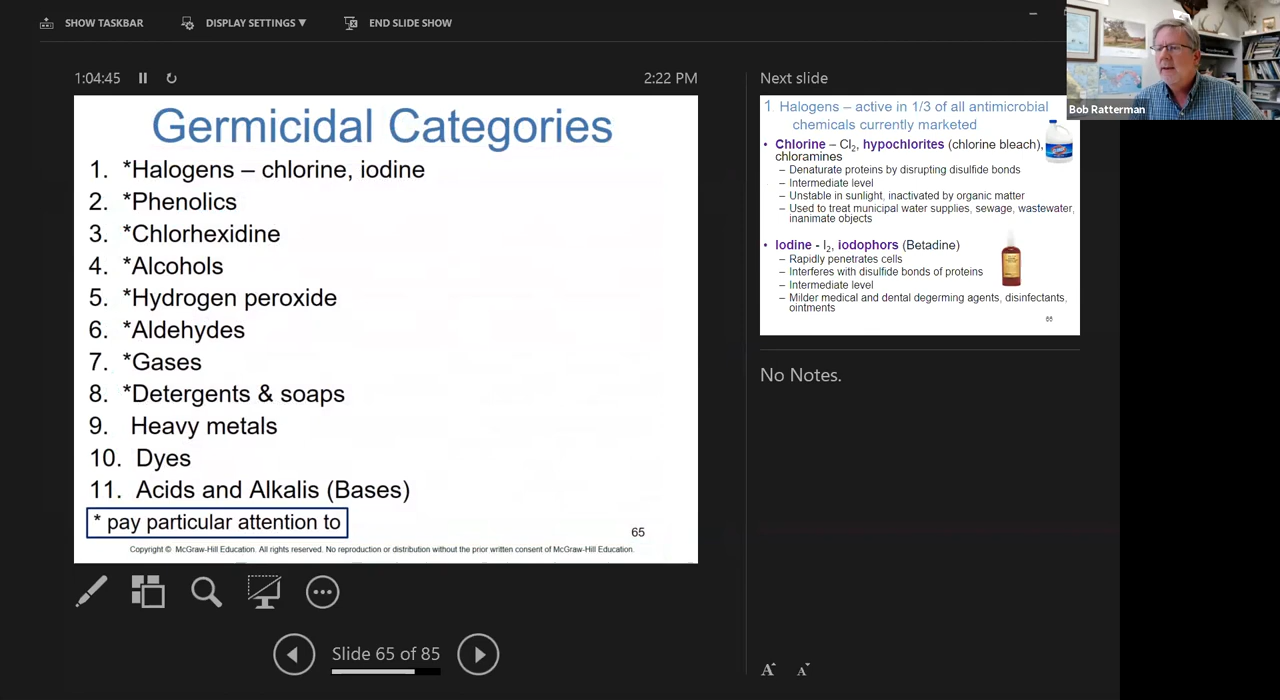 SHOW TASKBAR
DISPLAY SETTINGS ▼
END SLIDE SHOW
1:04:45
2:22 PM
Germicidal Categories
1. *Halogens – chlorine, iodine
2. *Phenolics
3. *Chlorhexidine
4. *Alcohols
5. *Hydrogen peroxide
6. *Aldehydes
7. *Gases
8. *Detergents & soaps
9. Heavy metals
10. Dyes
11. Acids and Alkalis (Bases)
* pay particular attention to
65
Copyright © McGraw-Hill Education. All rights reserved. No reproduction or distribution without the prior written consent of McGraw-Hill Education.
Slide 65 of 85
Next slide
1 Halogens – active in 1/3 of all antimicrobial
chemicals currently marketed
• Chlorine – Cl₂, hypochlorites (chlorine bleach),
chloramines
– Denaturate proteins by disrupting disulfide bonds
– Intermediate level
– Unstable in sunlight, inactivated by organic matter
– Used to treat municipal water supplies, sewage, wastewater,
inanimate objects
• Iodine - I₂, iodophors (Betadine)
– Rapidly penetrates cells
– Interferes with disulfide bonds of proteins
– Intermediate level
– Milder medical and dental degerming agents, disinfectants,
ointments
66
No Notes.
A A
Bob Ratterman